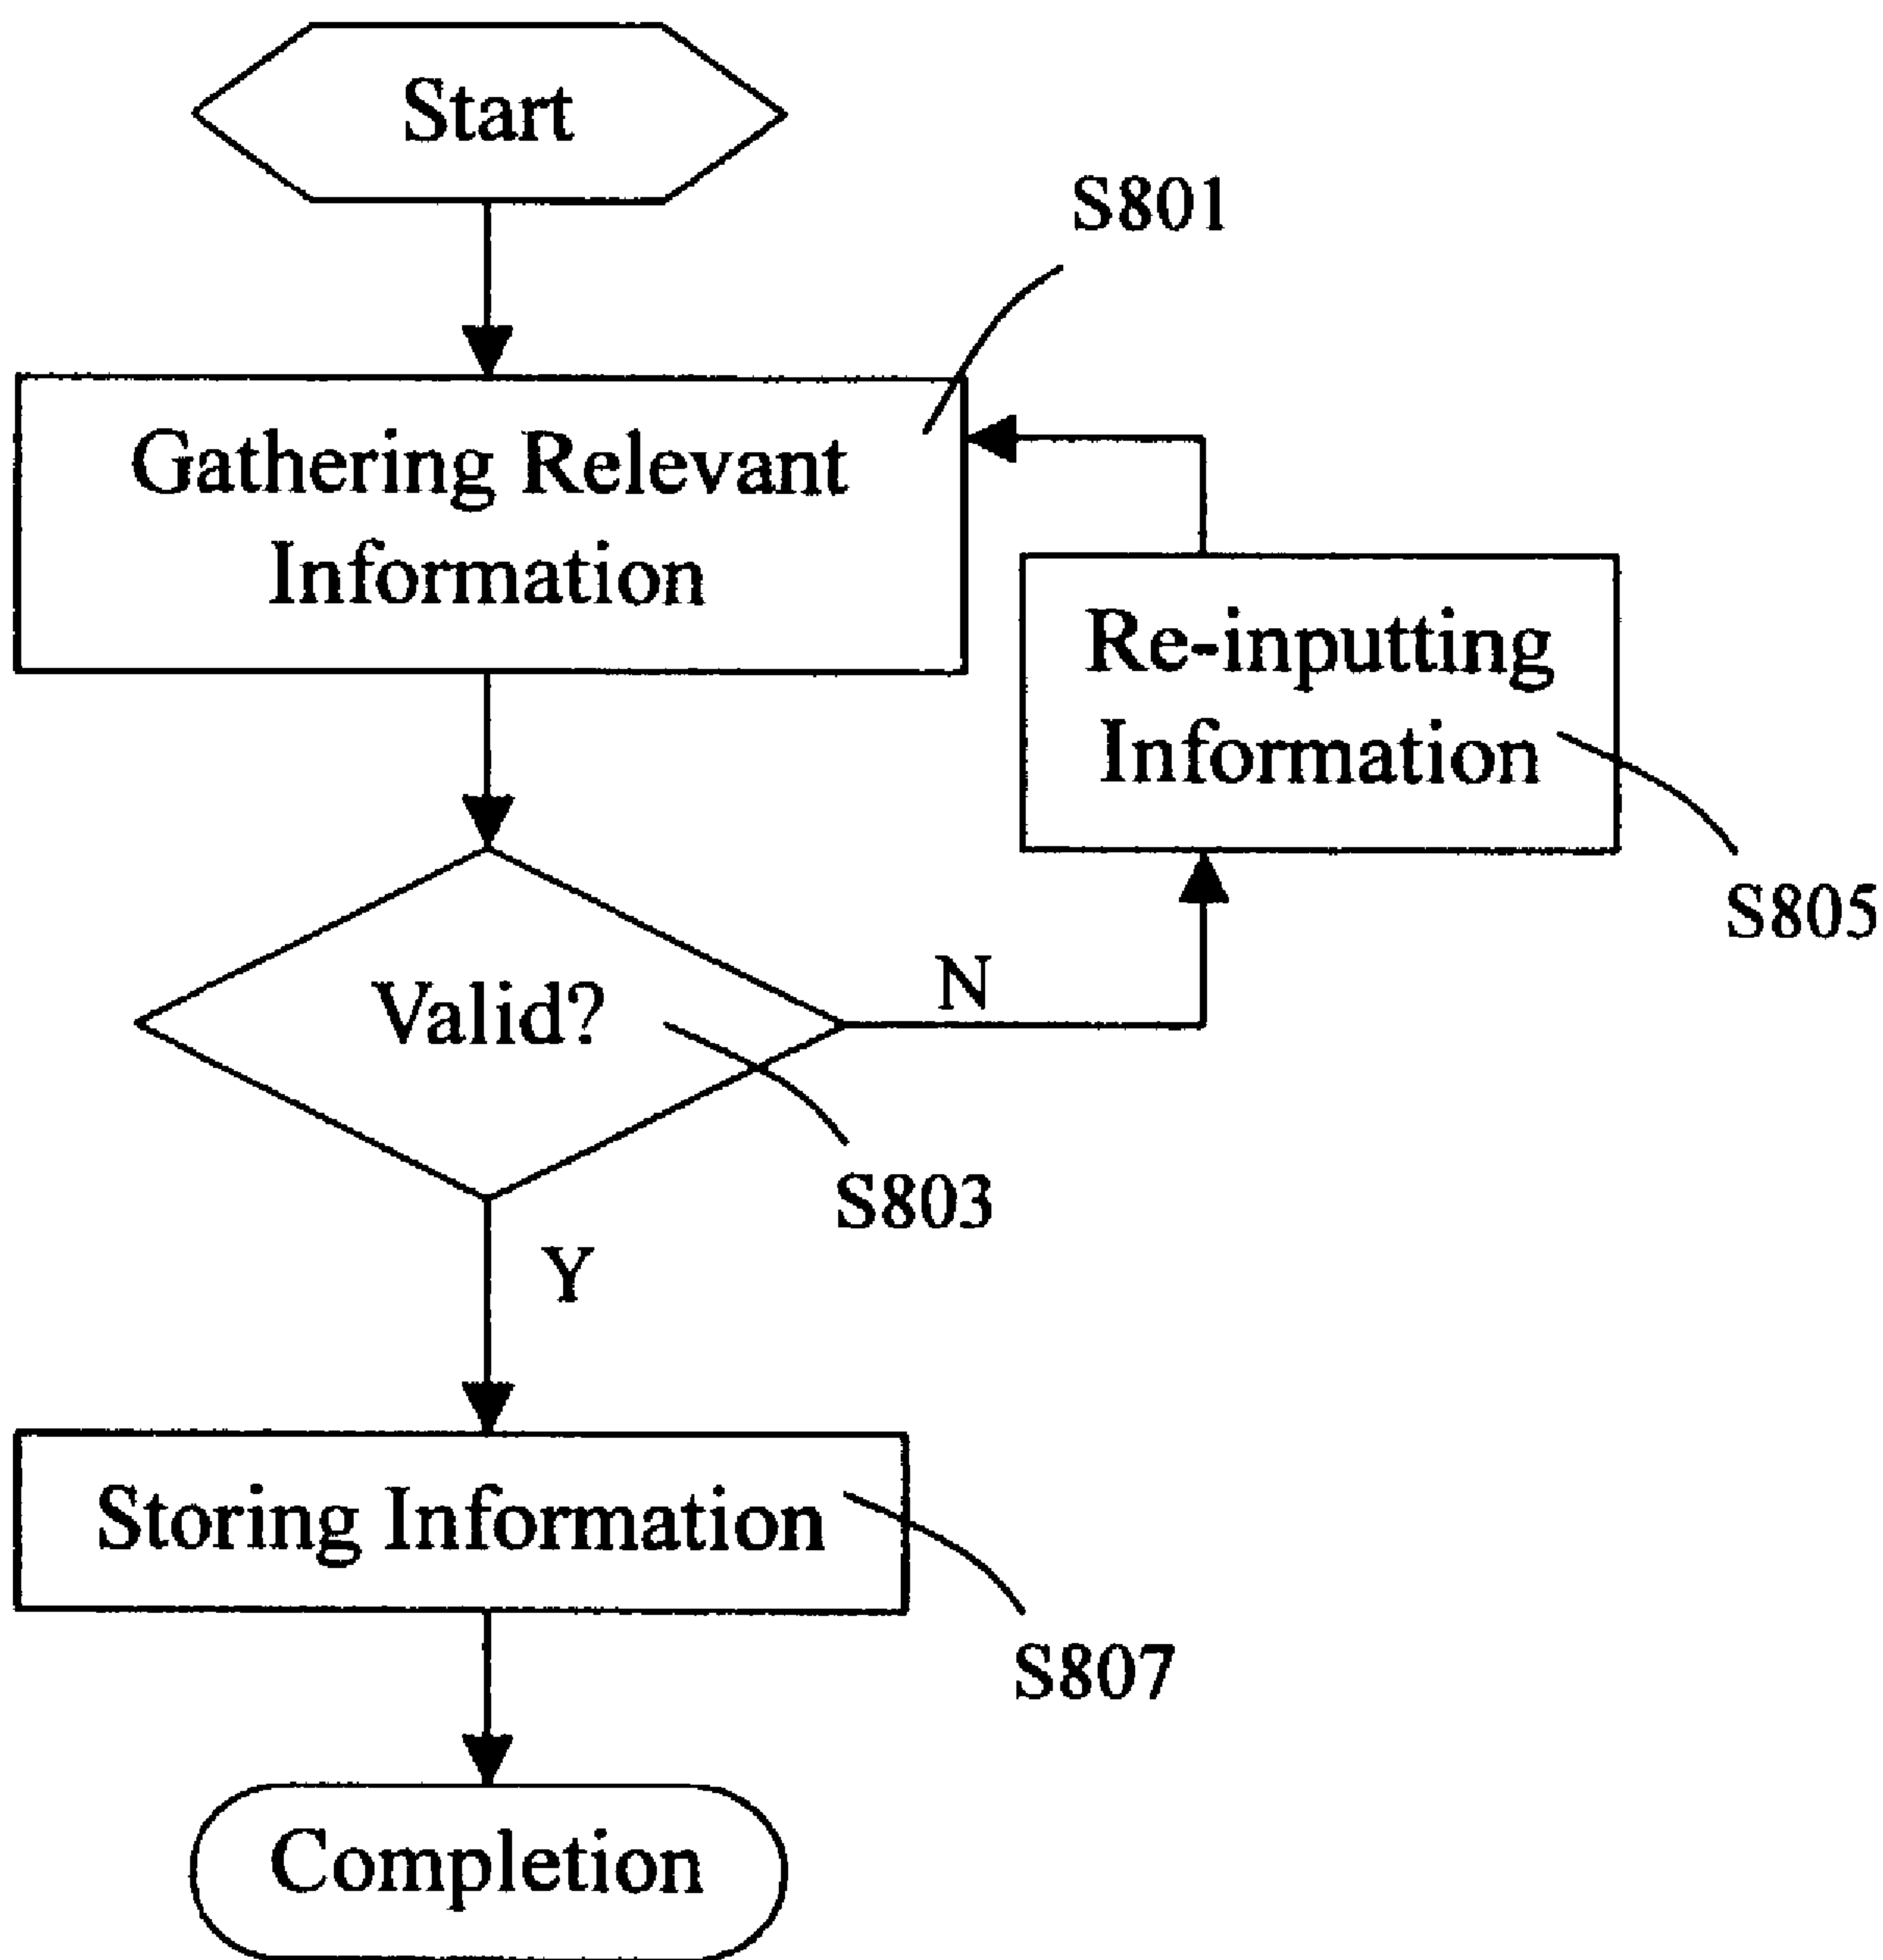 Start
S801
Gathering Relevant
Information
Re-inputting
Information
S805
Valid?
N
S803
Y
Storing Information
S807
Completion